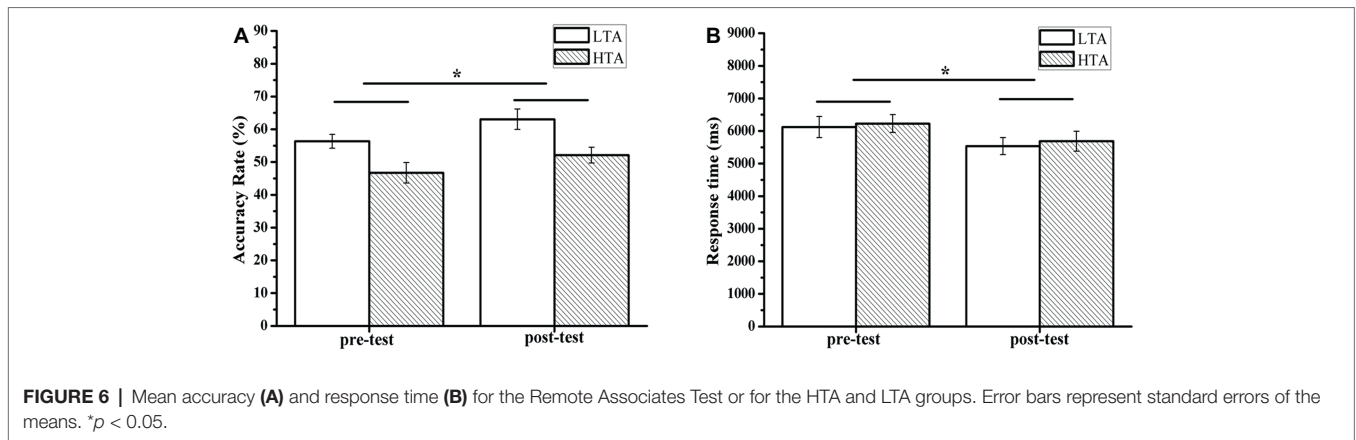 A
LTA
HTA
*
Accuracy Rate (%)
90
80
70
60
50
40
30
20
10
0
pre-test
post-test
B
LTA
HTA
*
Response time (ms)
9000
8000
7000
6000
5000
4000
3000
2000
1000
0
pre-test
post-test
FIGURE 6 | Mean accuracy (A) and response time (B) for the Remote Associates Test or for the HTA and LTA groups. Error bars represent standard errors of the
means. *p < 0.05.